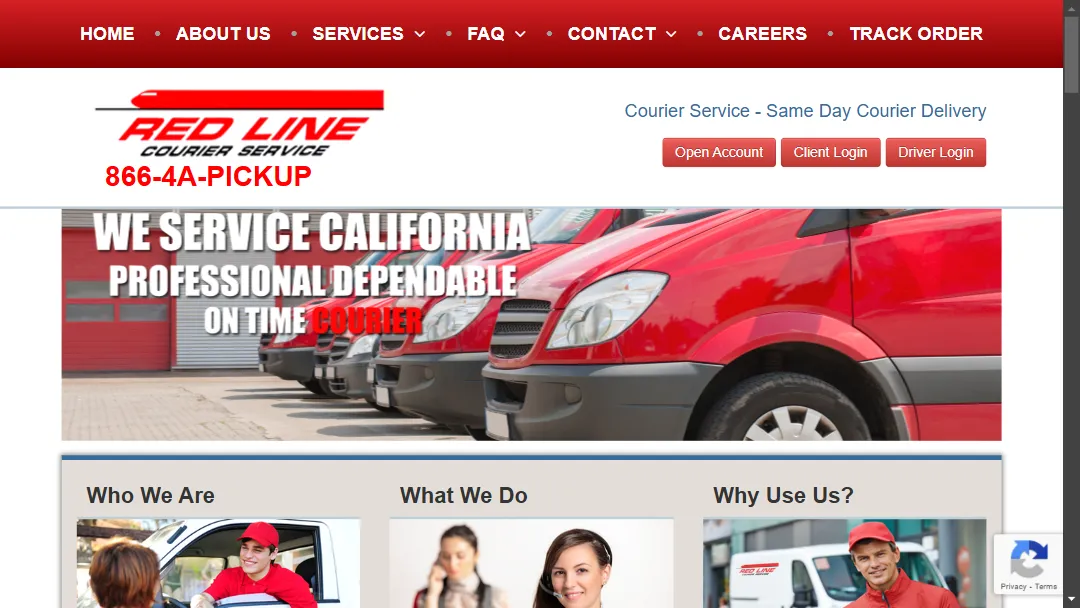 HOME • ABOUT US • SERVICES • FAQ • CONTACT • CAREERS • TRACK ORDER
RED LINE
COURIER SERVICE
866-4A-PICKUP
Courier Service - Same Day Courier Delivery
Open Account Client Login Driver Login
WE SERVICE CALIFORNIA
PROFESSIONAL DEPENDABLE
ON TIME COURIER
Who We Are What We Do Why Use Us?
RED LINE
COURIER SERVICE
Privacy - Terms